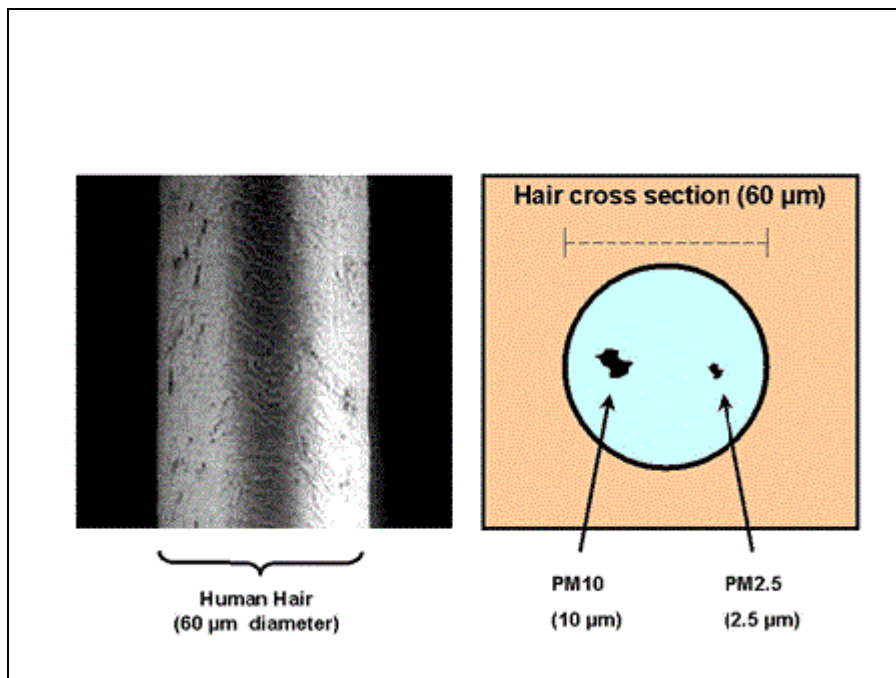 Hair cross section (60 µm)
Human Hair
(60 µm diameter)
PM10
(10 µm)
PM2.5
(2.5 µm)